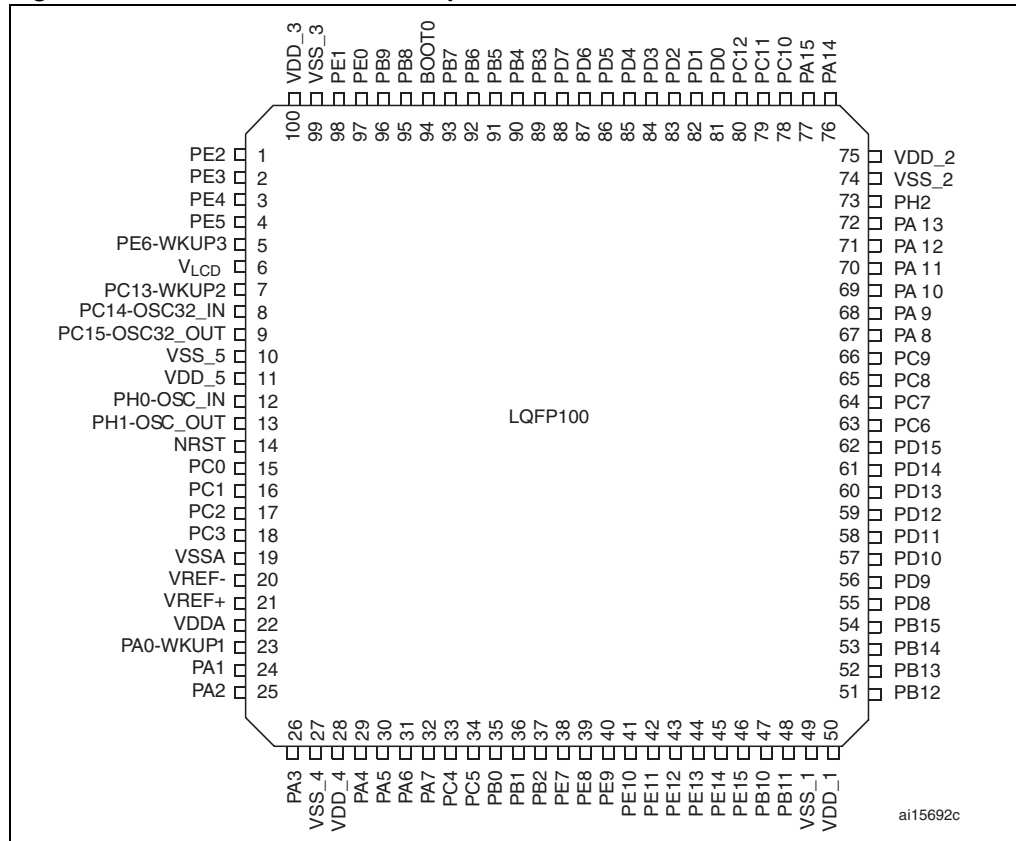 VDD_3
VSS_3
PE1
PE0
PB9
PB8
BOOT0
PB7
PB6
PB5
PB4
PB3
PD7
PD6
PD5
PD4
PD3
PD2
PD1
PD0
PC12
PC11
PC10
PA15
PA14
100
99
98
97
96
95
94
93
92
91
90
89
88
87
86
85
84
83
82
81
80
79
78
77
76
PE2 1
PE3 2
PE4 3
PE5 4
PE6-WKUP3 5
VLCD 6
PC13-WKUP2 7
PC14-OSC32_IN 8
PC15-OSC32_OUT 9
VSS_5 10
VDD_5 11
PH0-OSC_IN 12
PH1-OSC_OUT 13
NRST 14
PC0 15
PC1 16
PC2 17
PC3 18
VSSA 19
VREF- 20
VREF+ 21
VDDA 22
PA0-WKUP1 23
PA1 24
PA2 25
LQFP100
75 VDD_2
74 VSS_2
73 PH2
72 PA 13
71 PA 12
70 PA 11
69 PA 10
68 PA 9
67 PA 8
66 PC9
65 PC8
64 PC7
63 PC6
62 PD15
61 PD14
60 PD13
59 PD12
58 PD11
57 PD10
56 PD9
55 PD8
54 PB15
53 PB14
52 PB13
51 PB12
26
27
28
29
30
31
32
33
34
35
36
37
38
39
40
41
42
43
44
45
46
47
48
49
50
PA3
VSS_4
VDD_4
PA4
PA5
PA6
PA7
PC4
PC5
PB0
PB1
PB2
PE7
PE8
PE9
PE10
PE11
PE12
PE13
PE14
PE15
PB10
PB11
VSS_1
VDD_1
ai15692c